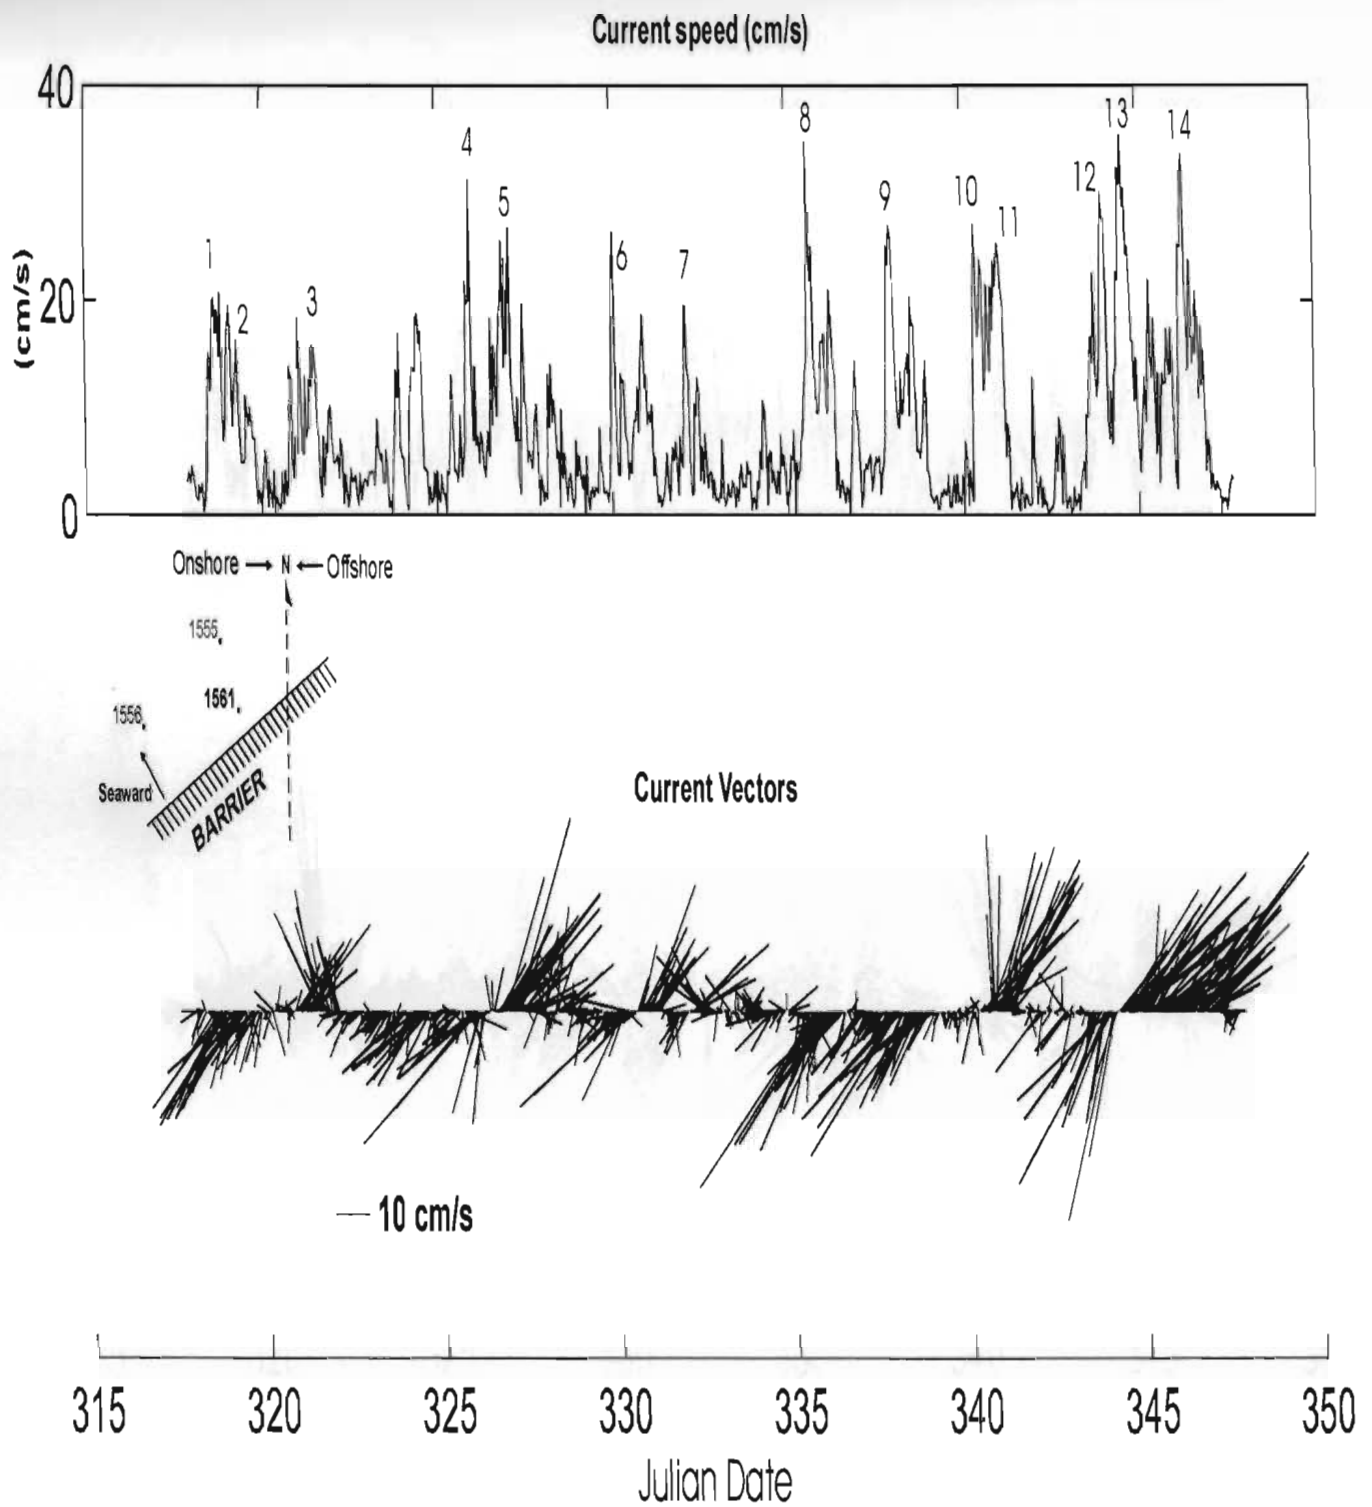 Current speed (cm/s)
40
20
0
(cm/s)
1
2
3
4
5
6
7
8
9
10
11
12
13
14
Onshore → N ← Offshore
1555
1561
1556
Seaward
BARRIER
Current Vectors
10 cm/s
315 320 325 330 335 340 345 350
Julian Date